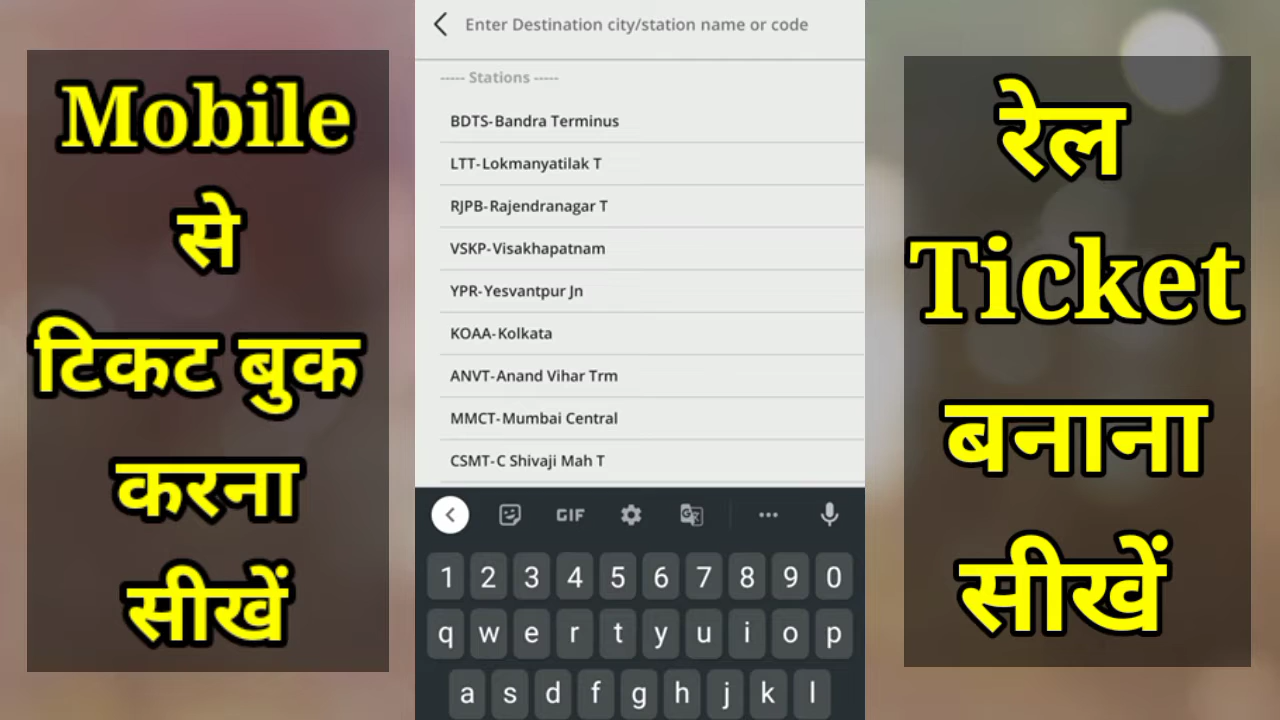 Mobile
से
टिकट बुक
करना
सीखें
Enter Destination city/station name or code
----- Stations -----
BDTS-Bandra Terminus
LTT-Lokmanyatilak T
RJPB-Rajendranagar T
VSKP-Visakhapatnam
YPR-Yesvantpur Jn
KOAA-Kolkata
ANVT-Anand Vihar Trm
MMCT-Mumbai Central
CSMT-C Shivaji Mah T
GIF
1 2 3 4 5 6 7 8 9 0
q w e r t y u i o p
a s d f g h j k l
रेल
Ticket
बनाना
सीखें